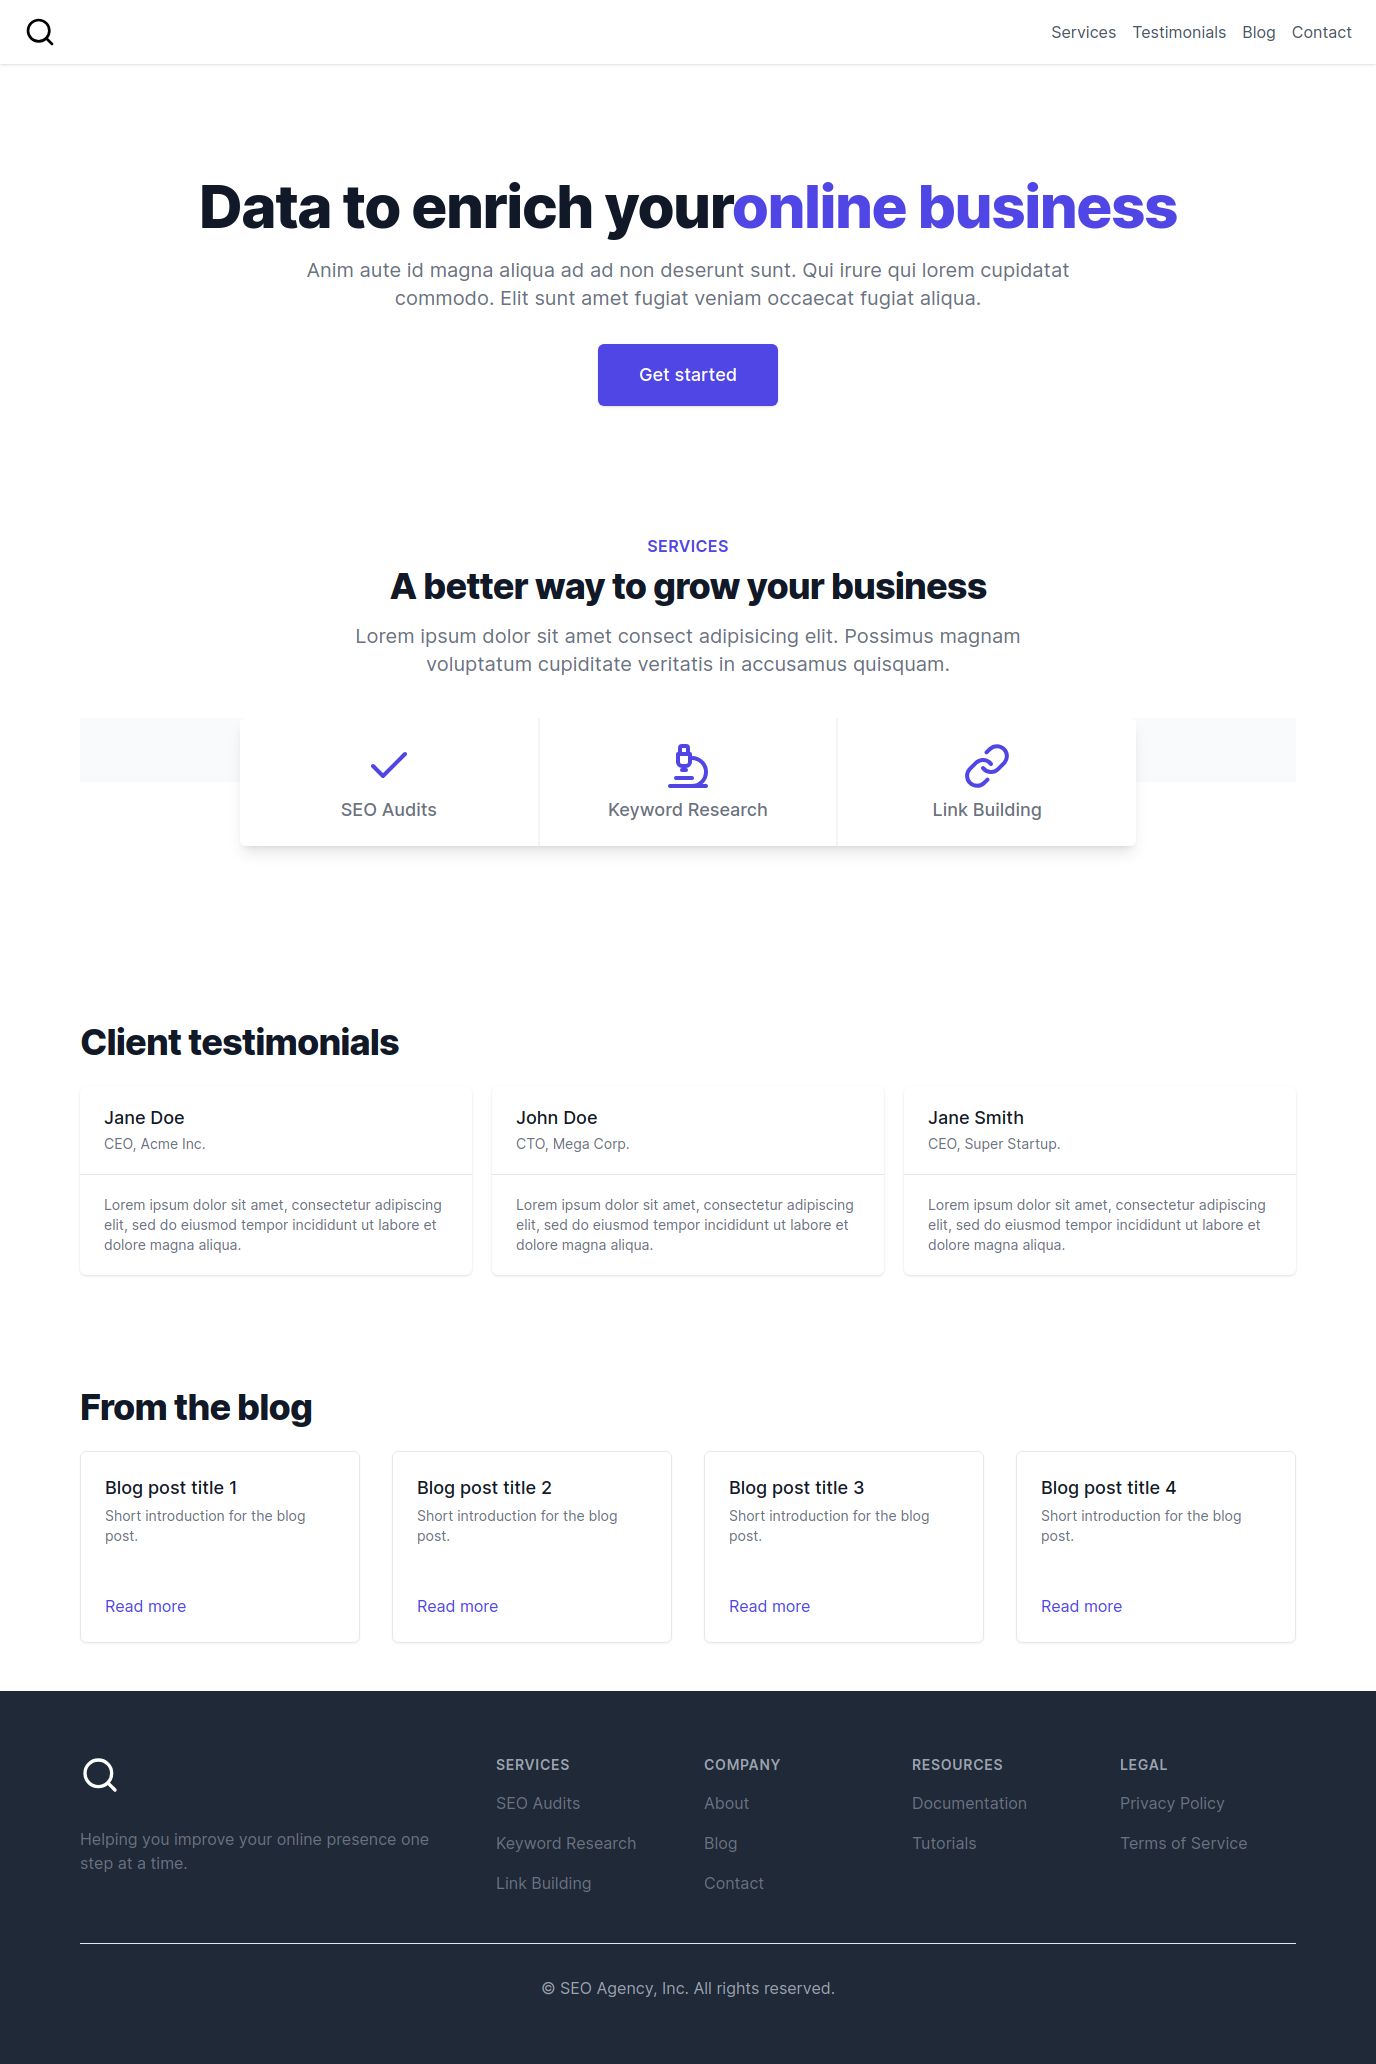 Services Testimonials Blog Contact
Data to enrich youronline business
Anim aute id magna aliqua ad ad non deserunt sunt. Qui irure qui lorem cupidatat
commodo. Elit sunt amet fugiat veniam occaecat fugiat aliqua.
Get started
SERVICES
A better way to grow your business
Lorem ipsum dolor sit amet consect adipisicing elit. Possimus magnam
voluptatum cupiditate veritatis in accusamus quisquam.
SEO Audits
Keyword Research
Link Building
Client testimonials
Jane Doe
CEO, Acme Inc.
Lorem ipsum dolor sit amet, consectetur adipiscing
elit, sed do eiusmod tempor incididunt ut labore et
dolore magna aliqua.
John Doe
CTO, Mega Corp.
Lorem ipsum dolor sit amet, consectetur adipiscing
elit, sed do eiusmod tempor incididunt ut labore et
dolore magna aliqua.
Jane Smith
CEO, Super Startup.
Lorem ipsum dolor sit amet, consectetur adipiscing
elit, sed do eiusmod tempor incididunt ut labore et
dolore magna aliqua.
From the blog
Blog post title 1
Short introduction for the blog
post.
Read more
Blog post title 2
Short introduction for the blog
post.
Read more
Blog post title 3
Short introduction for the blog
post.
Read more
Blog post title 4
Short introduction for the blog
post.
Read more
Helping you improve your online presence one
step at a time.
SERVICES
SEO Audits
Keyword Research
Link Building
COMPANY
About
Blog
Contact
RESOURCES
Documentation
Tutorials
LEGAL
Privacy Policy
Terms of Service
© SEO Agency, Inc. All rights reserved.